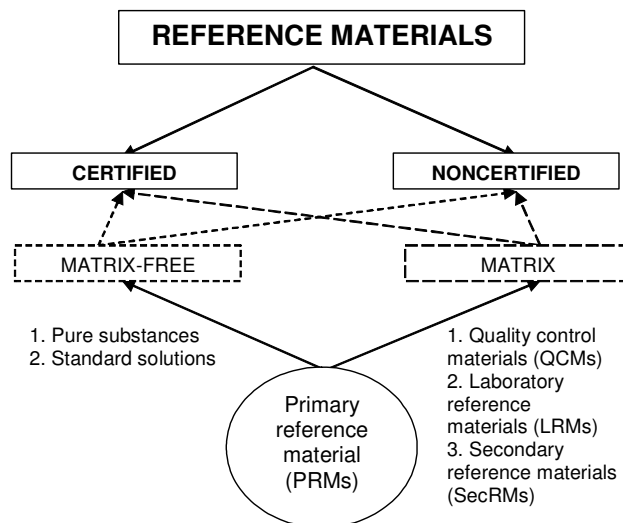 REFERENCE MATERIALS
CERTIFIED
NONCERTIFIED
MATRIX-FREE
MATRIX
1. Pure substances
2. Standard solutions
1. Quality control
materials (QCMs)
2. Laboratory
reference
materials (LRMs)
3. Secondary
reference materials
(SecRMs)
Primary
reference
material
(PRMs)